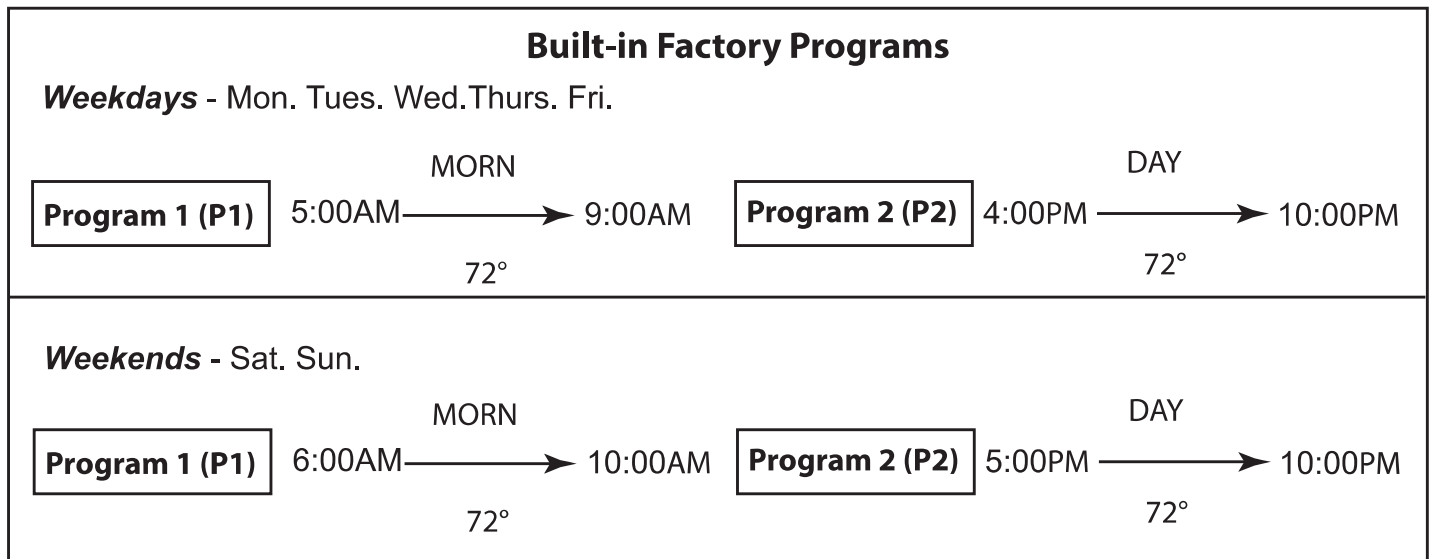 Built-in Factory Programs
Weekdays - Mon. Tues. Wed.Thurs. Fri.
MORN
DAY
Program 1 (P1) 5:00AM 9:00AM Program 2 (P2) 4:00PM 10:00PM
72°
72°
Weekends - Sat. Sun.
MORN
DAY
Program 1 (P1) 6:00AM 10:00AM Program 2 (P2) 5:00PM 10:00PM
72°
72°